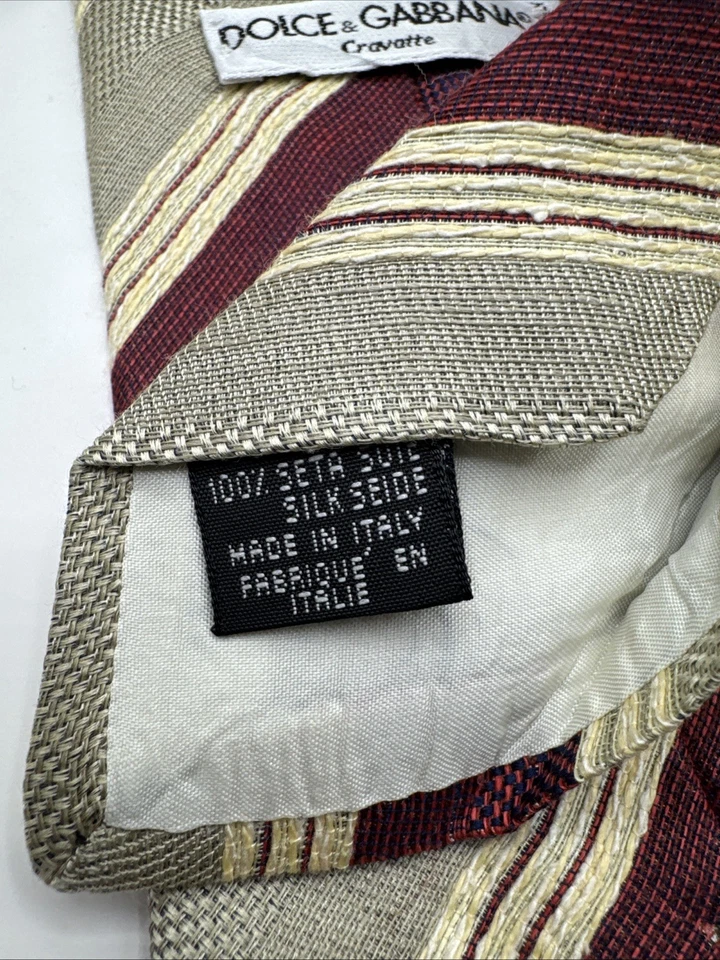 DOLCE & GABBANA
Cravatte
100% SETA SOIE
SILK SEIDE
MADE IN ITALY
FABRIQUE' EN
ITALIE